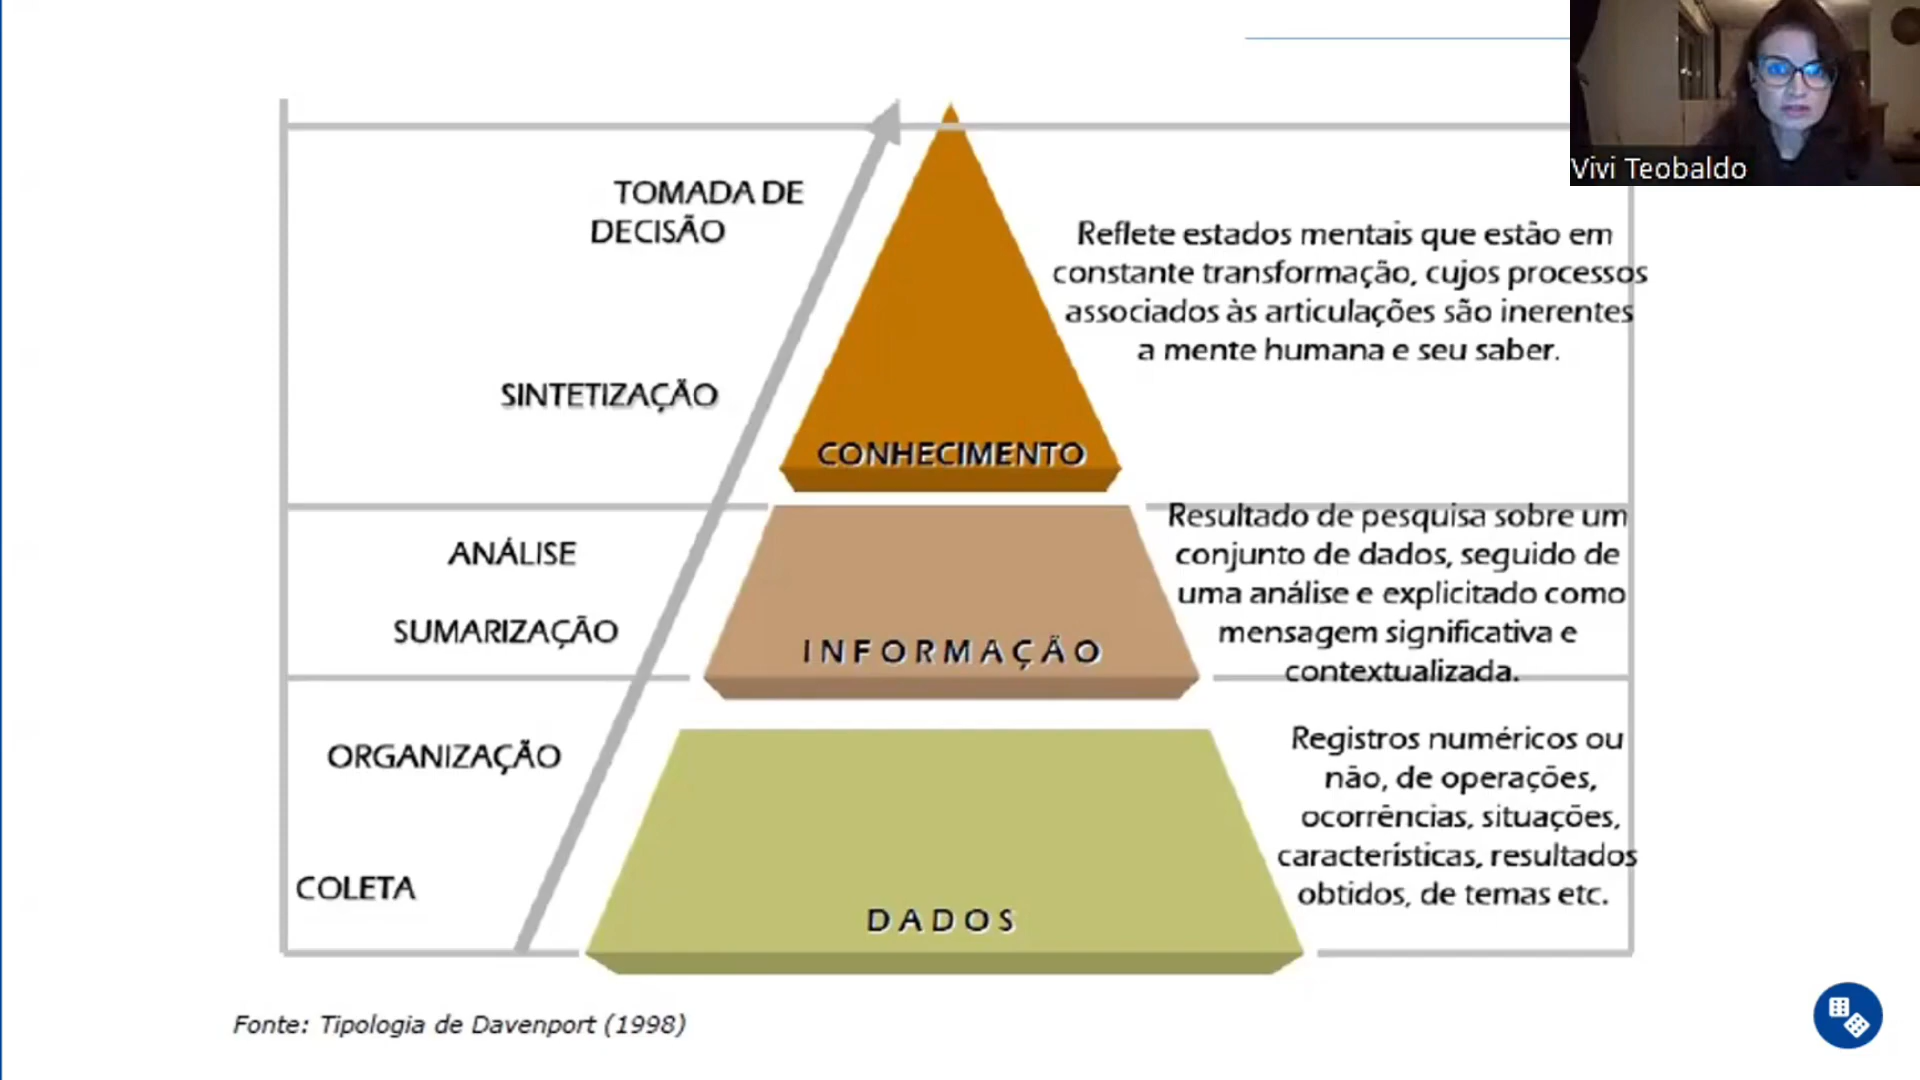 Vivi Teobaldo
TOMADA DE
DECISÃO
SINTETIZAÇÃO
Reflete estados mentais que estão em
constante transformação, cujos processos
associados às articulações são inerentes
a mente humana e seu saber.
CONHECIMENTO
ANÁLISE
SUMARIZAÇÃO
Resultado de pesquisa sobre um
conjunto de dados, seguido de
uma análise e explicitado como
mensagem significativa e
contextualizada.
INFORMAÇÃO
ORGANIZAÇÃO
COLETA
Registros numéricos ou
não, de operações,
ocorrências, situações,
características, resultados
obtidos, de temas etc.
DADOS
Fonte: Tipologia de Davenport (1998)